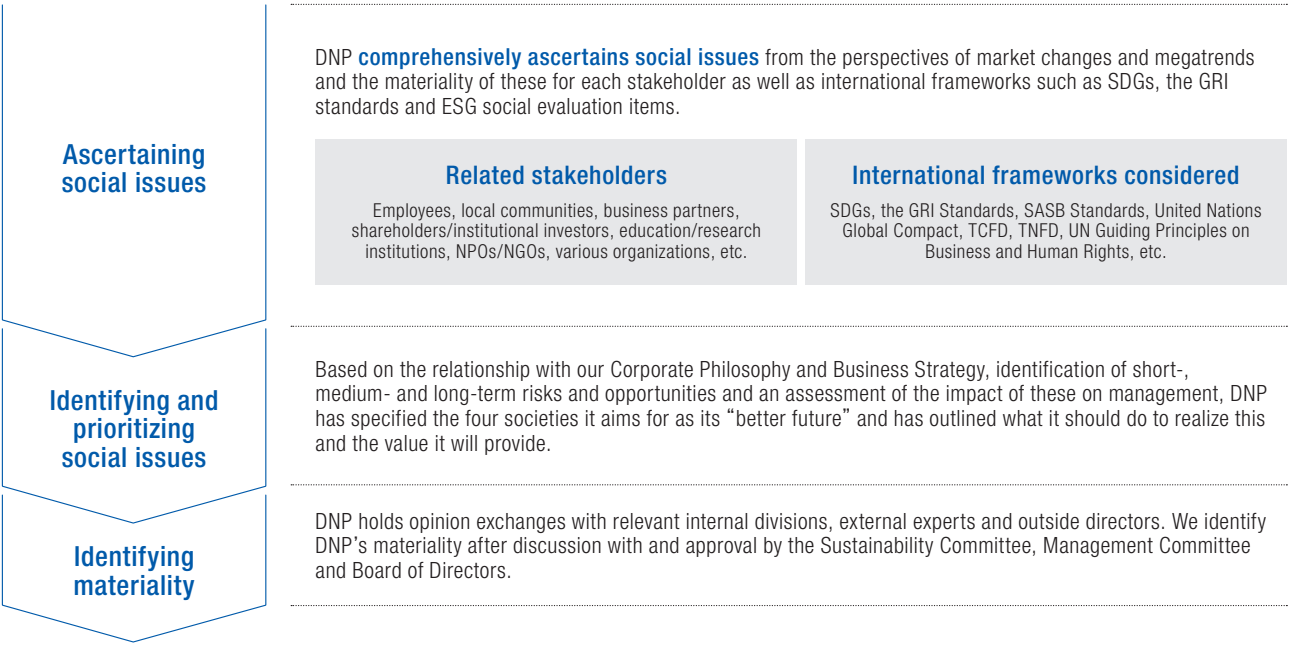 Ascertaining
social issues
DNP comprehensively ascertains social issues from the perspectives of market changes and megatrends
and the materiality of these for each stakeholder as well as international frameworks such as SDGs, the GRI
standards and ESG social evaluation items.
Related stakeholders
Employees, local communities, business partners,
shareholders/institutional investors, education/research
institutions, NPOs/NGOs, various organizations, etc.
International frameworks considered
SDGs, the GRI Standards, SASB Standards, United Nations
Global Compact, TCFD, TNFD, UN Guiding Principles on
Business and Human Rights, etc.
Identifying and
prioritizing
social issues
Based on the relationship with our Corporate Philosophy and Business Strategy, identification of short-,
medium- and long-term risks and opportunities and an assessment of the impact of these on management, DNP
has specified the four societies it aims for as its “better future” and has outlined what it should do to realize this
and the value it will provide.
Identifying
materiality
DNP holds opinion exchanges with relevant internal divisions, external experts and outside directors. We identify
DNP’s materiality after discussion with and approval by the Sustainability Committee, Management Committee
and Board of Directors.